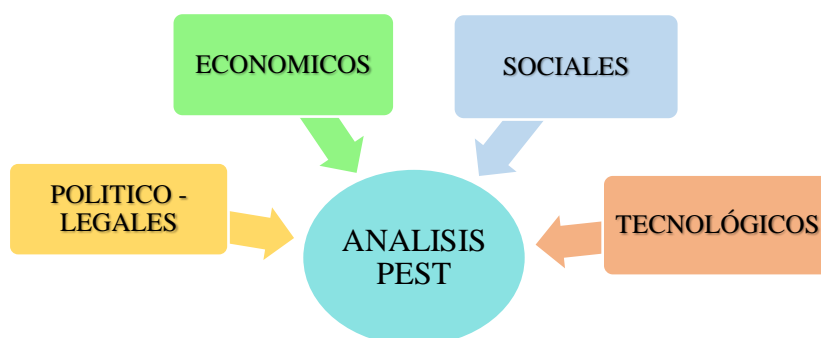 ECONOMICOS
SOCIALES
POLITICO -
LEGALES
TECNOLÓGICOS
ANALISIS
PEST